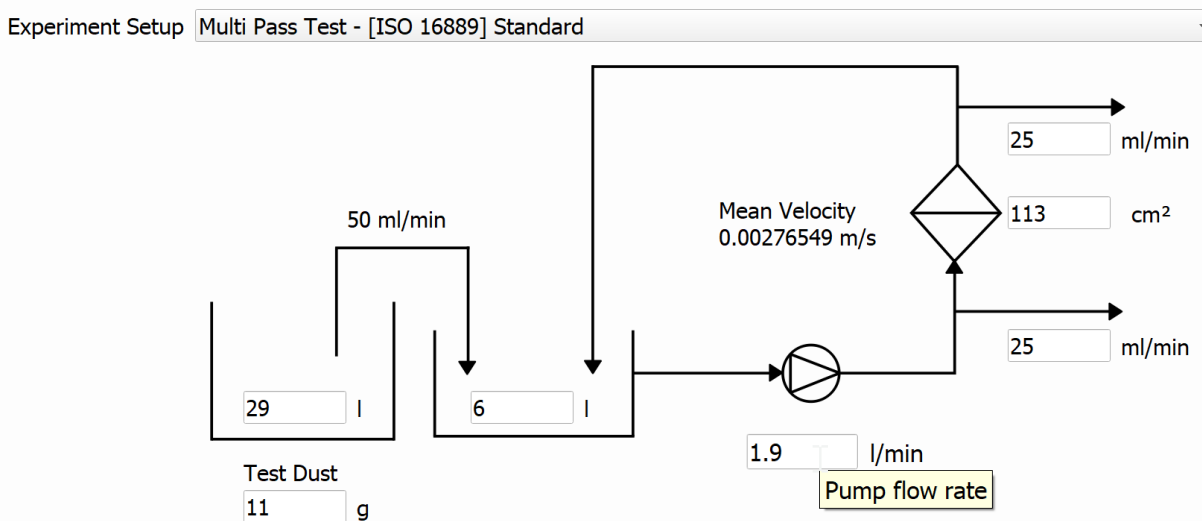 Experiment Setup Multi Pass Test - [ISO 16889] Standard
25 ml/min
50 ml/min
Mean Velocity
0.00276549 m/s
113 cm²
25 ml/min
29 l
6 l
1.9 l/min
Test Dust
Pump flow rate
11 g